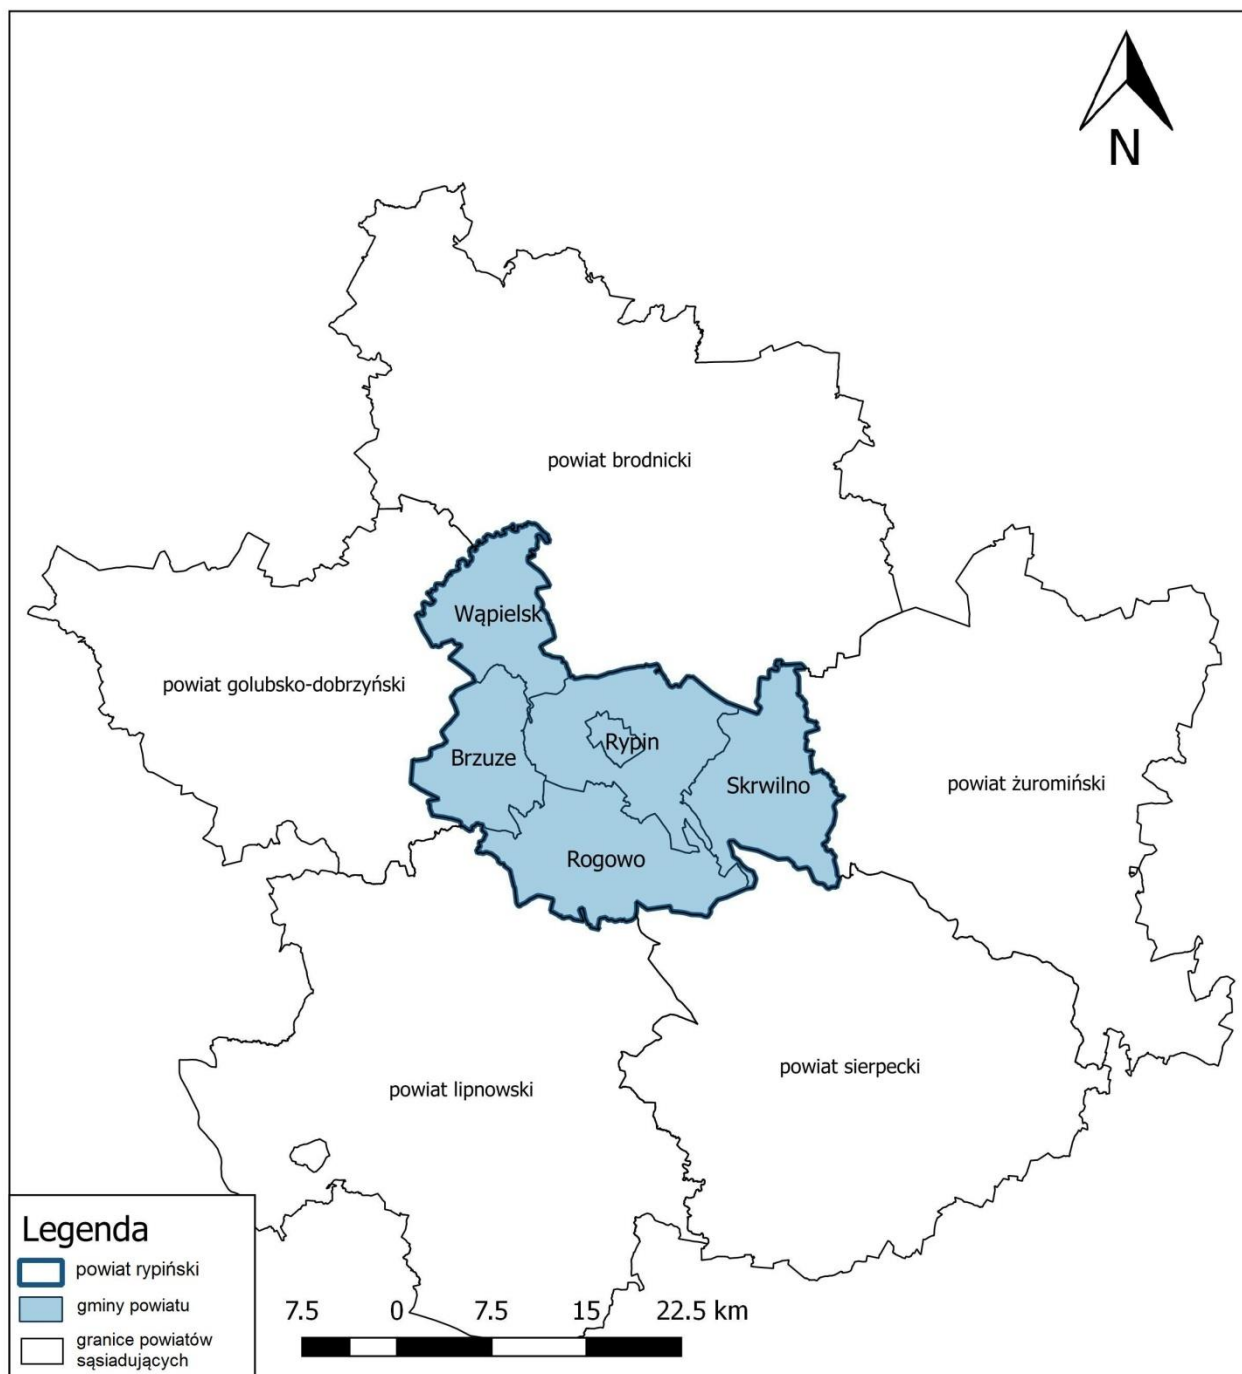 N
powiat brodnicki
Wąpielsk
powiat golubsko-dobrzyński
Rypin
Brzuze
Skrwilno
powiat żuromiński
Rogowo
powiat sierpecki
powiat lipnowski
Legenda
powiat rypiński
gminy powiatu
granice powiatów
sąsiadujących
7.5 0 7.5 15 22.5 km